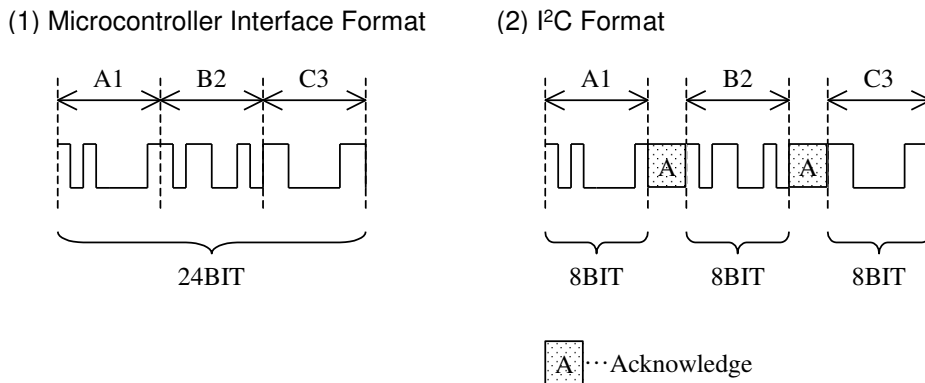 (1) Microcontroller Interface Format
(2) I²C Format
A1 B2 C3
24BIT
A1 B2 C3
A A
8BIT 8BIT 8BIT
A ···Acknowledge